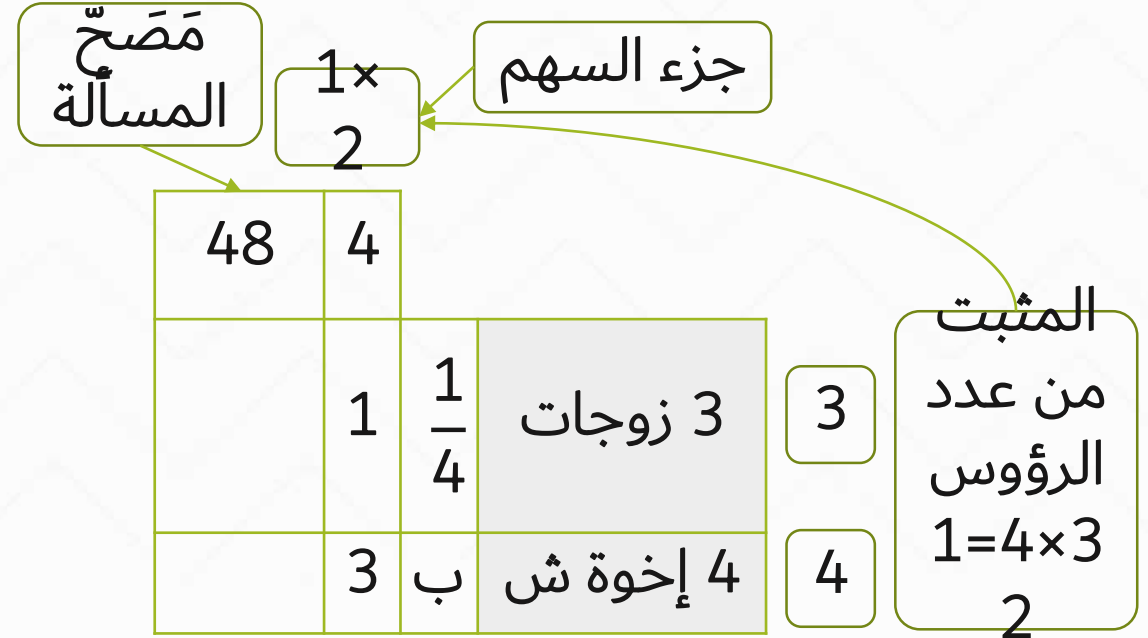 مَصَحّ
المسألة
×1
2
جزء السهم
48 4
1
4
1 3 زوجات 3
ب 3 4 إخوة ش 4
المثبت
من عدد
الرؤوس
3×4=1
2